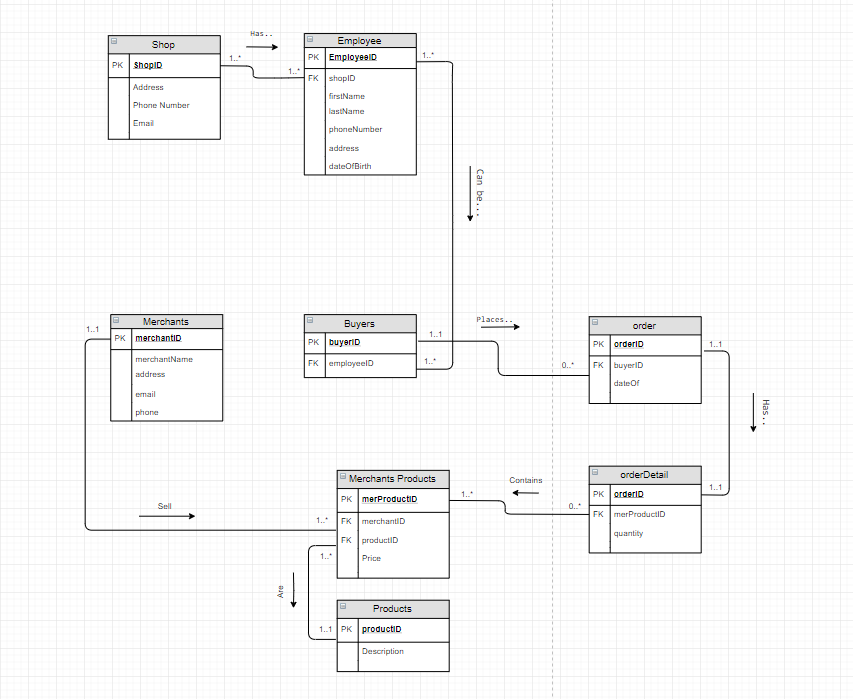 Shop
PK ShopID
Address
Phone Number
Email
Has..
1..*
1..*
Employee
PK EmployeeID
FK shopID
firstName
lastName
phoneNumber
address
dateOfBirth
1..*
Can be...
Merchants
PK merchantID
merchantName
address
email
phone
1..1
Buyers
PK buyerID
FK employeeID
1..1
1..*
Places..
0..*
order
PK orderID
FK buyerID
dateOf
1..1
Has..
Merchants Products
PK merProductID
FK merchantID
FK productID
Price
Sell
1..*
1..*
1..*
Contains
0..*
orderDetail
PK orderID
FK merProductID
quantity
1..1
Are
1..1
Products
PK productID
Description